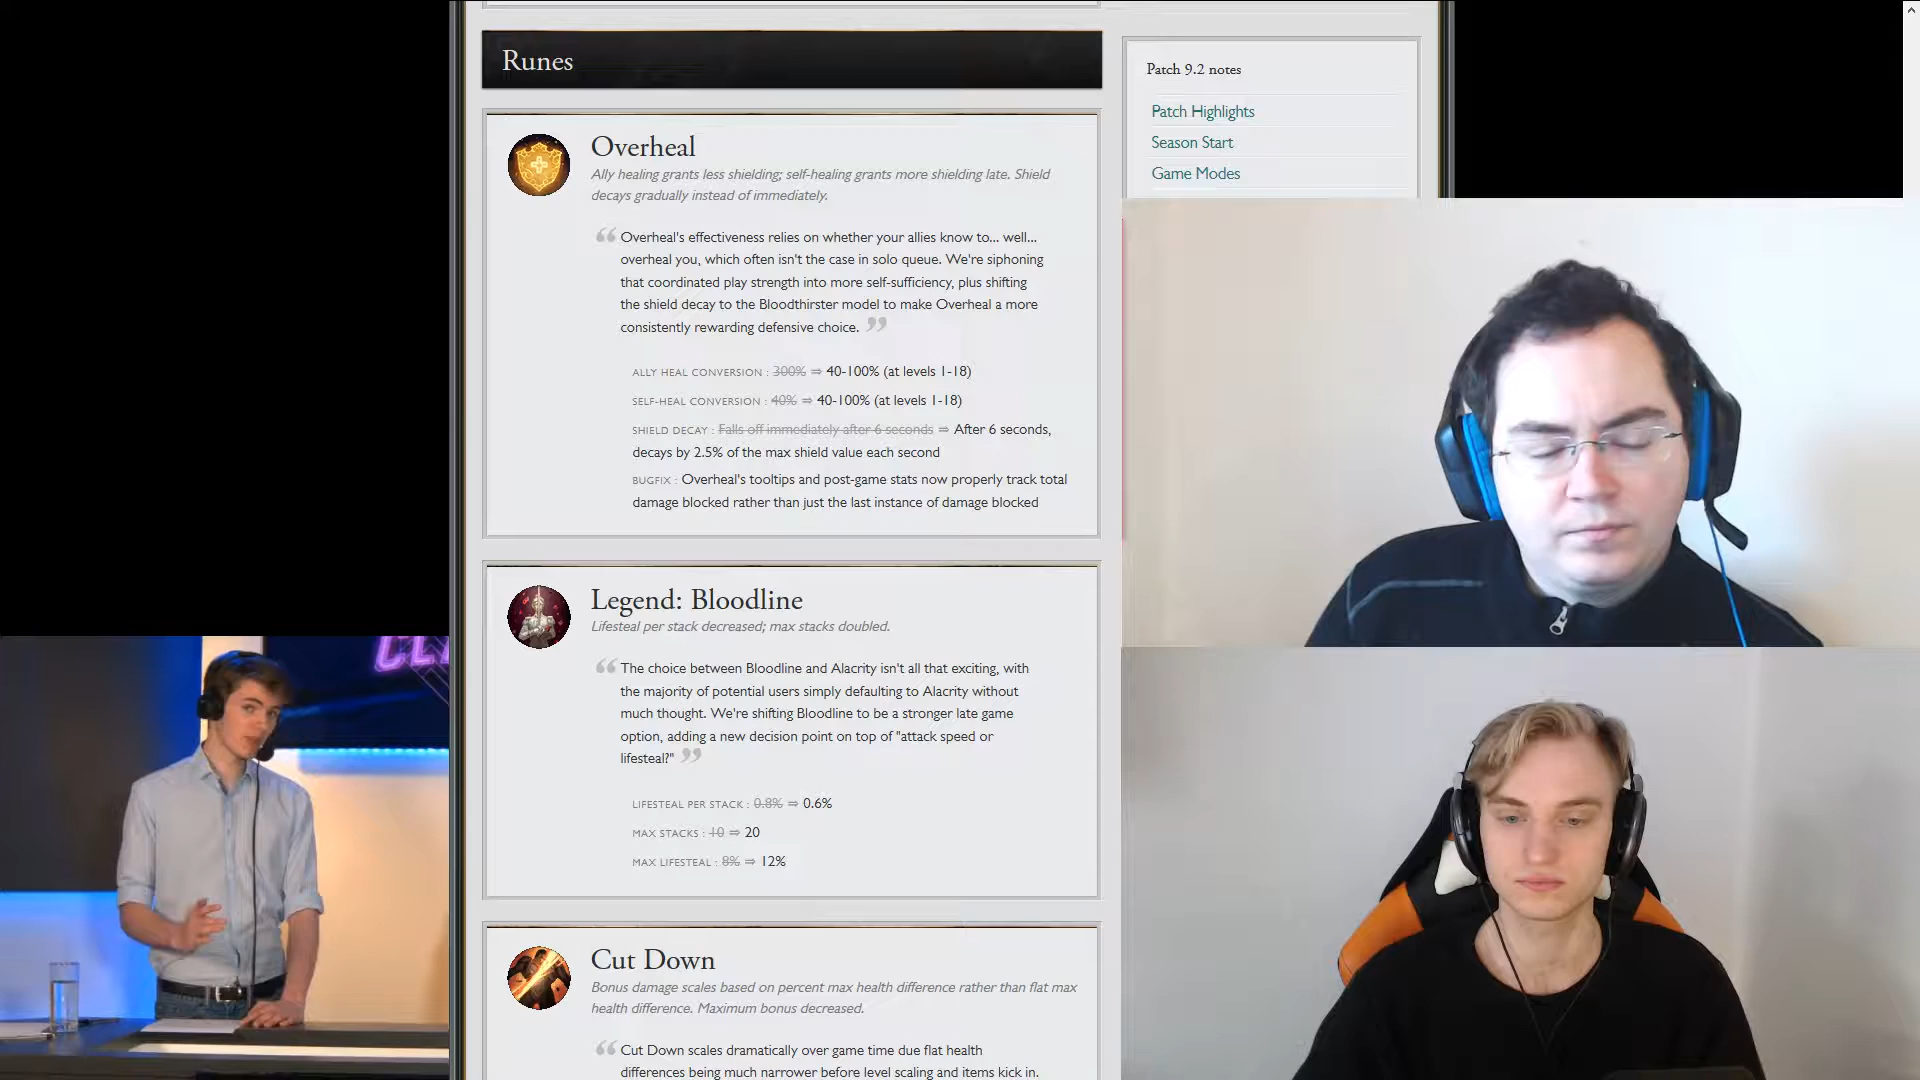 Runes
Overheal
Ally healing grants less shielding; self-healing grants more shielding late. Shield
decays gradually instead of immediately.
Overheal's effectiveness relies on whether your allies know to... well...
overheal you, which often isn't the case in solo queue. We're siphoning
that coordinated play strength into more self-sufficiency, plus shifting
the shield decay to the Bloodthirster model to make Overheal a more
consistently rewarding defensive choice.
ALLY HEAL CONVERSION : 300% ⇒ 40-100% (at levels 1-18)
SELF-HEAL CONVERSION : 40% ⇒ 40-100% (at levels 1-18)
SHIELD DECAY : Falls off immediately after 6 seconds ⇒ After 6 seconds,
decays by 2.5% of the max shield value each second
BUGFIX : Overheal's tooltips and post-game stats now properly track total
damage blocked rather than just the last instance of damage blocked
Legend: Bloodline
Lifesteal per stack decreased; max stacks doubled.
The choice between Bloodline and Alacrity isn't all that exciting, with
the majority of potential users simply defaulting to Alacrity without
much thought. We're shifting Bloodline to be a stronger late game
option, adding a new decision point on top of "attack speed or
lifesteal?"
LIFESTEAL PER STACK : 0.8% ⇒ 0.6%
MAX STACKS : 10 ⇒ 20
MAX LIFESTEAL : 8% ⇒ 12%
Cut Down
Bonus damage scales based on percent max health difference rather than flat max
health difference. Maximum bonus decreased.
Cut Down scales dramatically over game time due flat health
differences being much narrower before level scaling and items kick in.
Patch 9.2 notes
Patch Highlights
Season Start
Game Modes